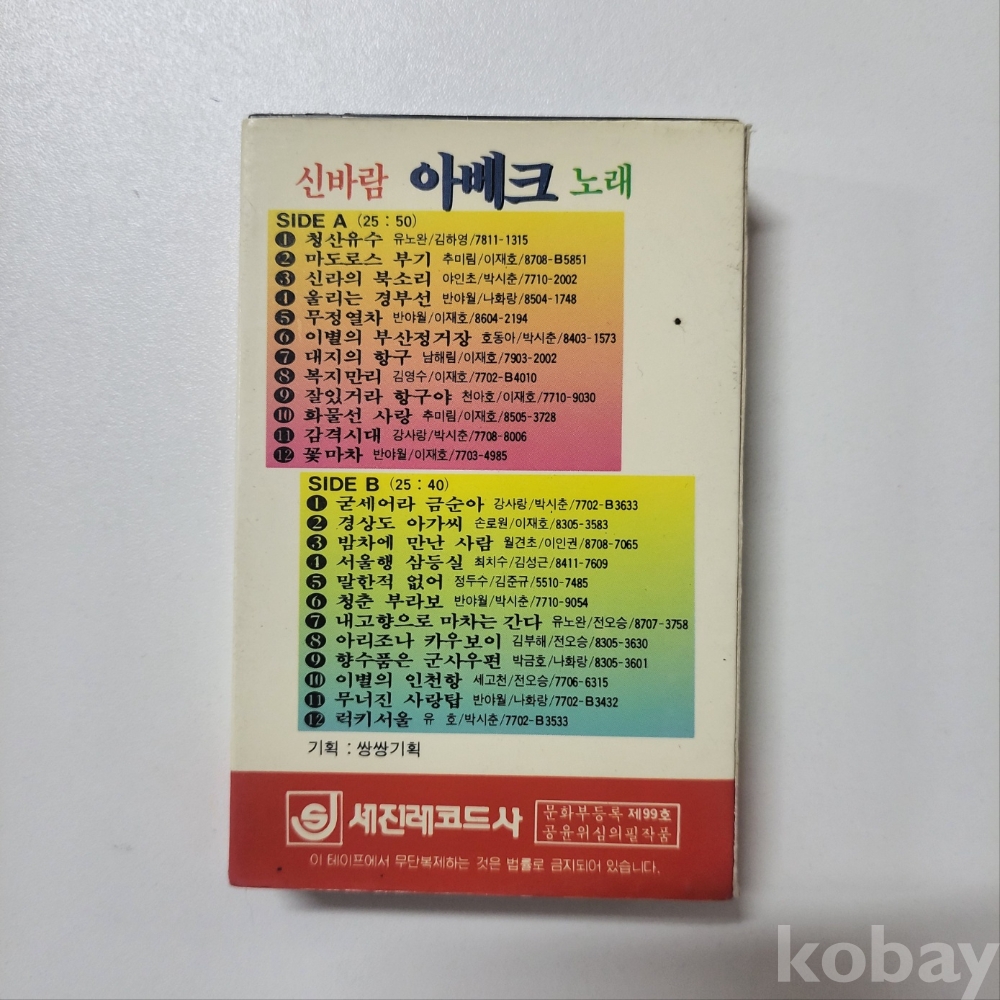 신바람 아베크 노래
SIDE A (25 : 50)
1 청산유수 유노완/김하영/7811-1315
2 마도로스 부기 추미림/이재호/8708-B5851
3 신라의 북소리 야인초/박시춘/7710-2002
4 울리는 경부선 반야월/나화랑/8504-1748
5 무정열차 반야월/이재호/8604-2194
6 이별의 부산정거장 호동아/박시춘/8403-1573
7 대지의 항구 남해림/이재호/7903-2002
8 복지만리 김영수/이재호/7702-B4010
9 잘있거라 항구야 천아호/이재호/7710-9030
10 화물선 사랑 추미림/이재호/8505-3728
11 감격시대 강사랑/박시춘/7708-8006
12 꽃마차 반야월/이재호/7703-4985
SIDE B (25 : 40)
1 굳세어라 금순아 강사랑/박시춘/7702-B3633
2 경상도 아가씨 손로원/이재호/8305-3583
3 밤차에 만난 사람 월견초/이인권/8708-7065
4 서울행 삼등실 최치수/김성근/8411-7609
5 말한적 없어 정두수/김준규/5510-7485
6 청춘 부라보 반야월/박시춘/7710-9054
7 내고향으로 마차는 간다 유노완/전오승/8707-3758
8 아리조나 카우보이 김부해/전오승/8305-3630
9 향수품은 군사우편 박금호/나화랑/8305-3601
10 이별의 인천항 세고천/전오승/7706-6315
11 무너진 사랑탑 반야월/나화랑/7702-B3432
12 럭키서울 유 호/박시춘/7702-B3533
기획 : 쌍쌍기획
세진레코드사
문화부등록 제99호
공윤위심의필작품
이 테이프에서 무단복제하는 것은 법률로 금지되어 있습니다.
kobay